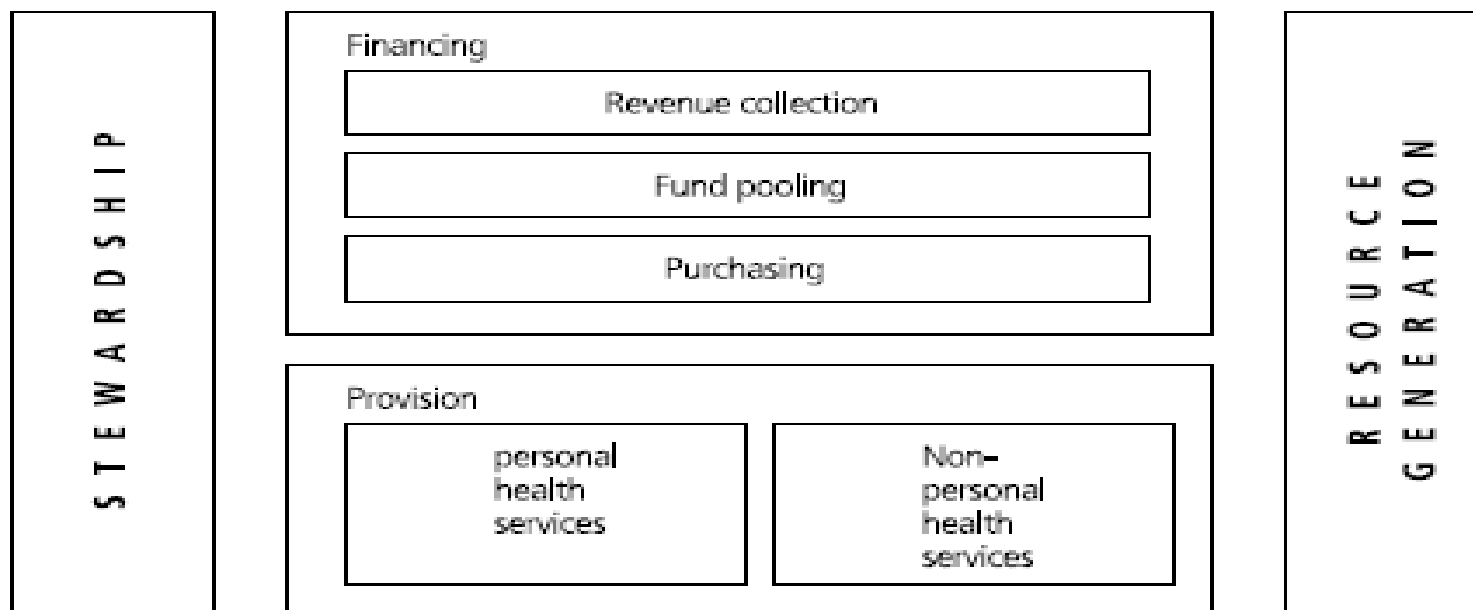 STEWARDSHIP
Financing
Revenue collection
Fund pooling
Purchasing
Provision
personal
health
services
Non-
personal
health
services
RESOURCE
GENERATION